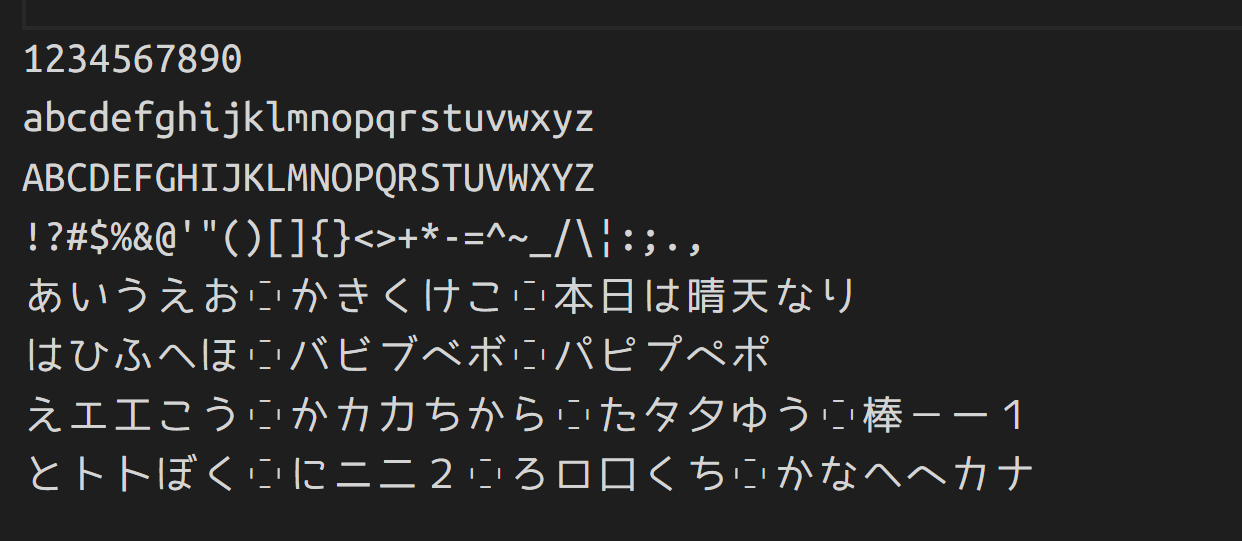 1234567890
abcdefghijklmnopqrstuvwxyz
ABCDEFGHIJKLMNOPQRSTUVWXYZ
!?#$%&@'"()[]{}<>+*-=^~_/\¦:;.,
あいうえお　かきくけこ　本日は晴天なり
はひふへほ　バビブベボ　パピプペポ
えエ工こう　かカ力ちから　たタ夕ゆう　棒－ー１
とト卜ぼく　にニ二２　ろロ口くち　かなへヘカナ